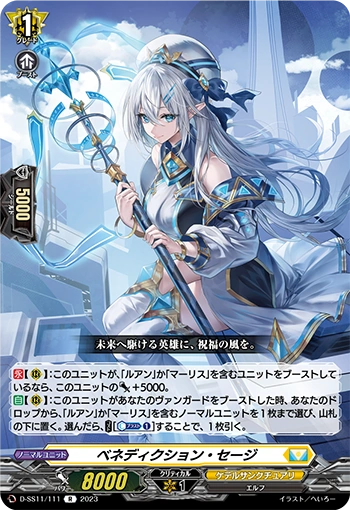 1
グレード
ブースト
5000
シールド
未来へ駆ける英雄に、祝福の風を。
永【R】:このユニットが「ルアン」か「マーリス」を含むユニットをブーストして
いるなら、このユニットの+5000。
自【R】:このユニットがあなたのヴァンガードをブーストした時、あなたのド
ロップから、「ルアン」か「マーリス」を含むノーマルユニットを1枚まで選び、山札
の下に置く。選んだら、【ブラスト1】することで、1枚引く。
ノーマルユニット
ベネディクション・セージ
パワー 8000
クリティカル
1
ケテルサンクチュアリ
エルフ
D-SS11/111 R 2023
イラスト/へいろー